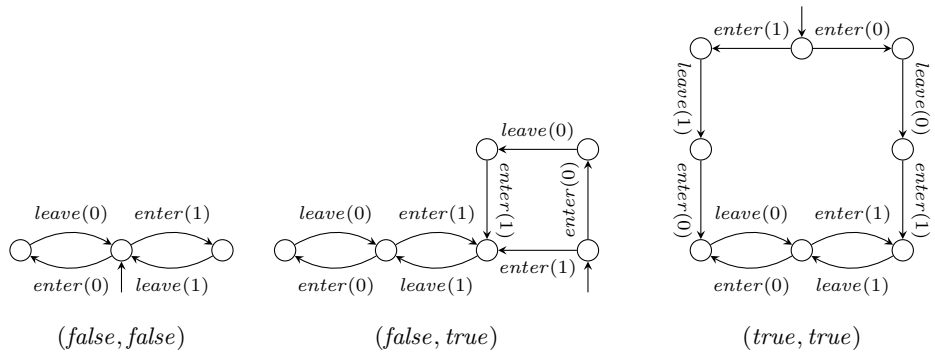 enter(1) enter(0)
leave(1) leave(0)
leave(0)
enter(1) enter(0)
enter(0) enter(1)
leave(0) enter(1) leave(0) enter(1) leave(0) enter(1)
enter(1)
enter(0) leave(1) enter(0) leave(1) enter(0) leave(1)
(false, false) (false, true) (true, true)